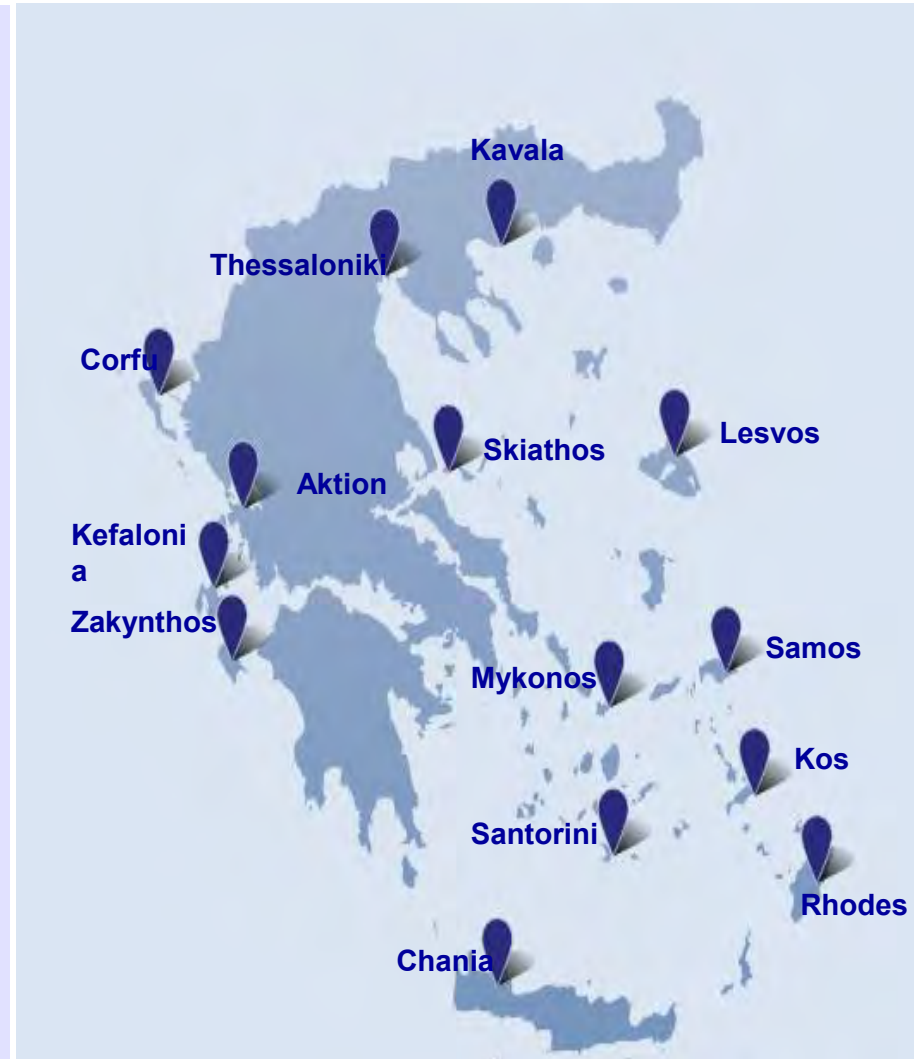 Kavala
Thessaloniki
Corfu
Lesvos
Skiathos
Aktion
Kefaloni
a
Zakynthos
Samos
Mykonos
Kos
Santorini
Rhodes
Chania